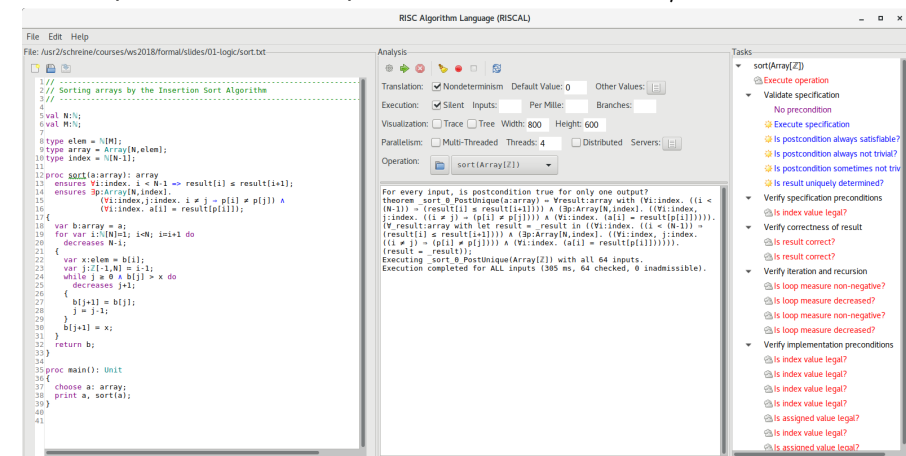 RISC Algorithm Language (RISCAL)
File Edit Help
File: /usr2/schreine/courses/ws2018/formal/slides/01-logic/sort.txt
1 // ----------------------------------------------------------------
2 // Sorting arrays by the Insertion Sort Algorithm
3 // ----------------------------------------------------------------
4
5 val N:ℕ;
6 val M:ℕ;
7
8 type elem = ℕ[M];
9 type array = Array[N,elem];
10 type index = ℕ[N-1];
11
12 proc sort(a:array): array
13 ensures ∀i:index. i < N-1 => result[i] ≤ result[i+1];
14 ensures ∃p:Array[N,index].
15 (∀i:index,j:index. i ≠ j ⇒ p[i] ≠ p[j]) ∧
16 (∀i:index. a[i] = result[p[i]]);
17 {
18 var b:array = a;
19 for var i:ℕ[N]=1; i<N; i=i+1 do
20 decreases N-i;
21 {
22 var x:elem = b[i];
23 var j:ℤ[-1,N] = i-1;
24 while j ≥ 0 ∧ b[j] > x do
25 decreases j+1;
26 {
27 b[j+1] = b[j];
28 j = j-1;
29 }
30 b[j+1] = x;
31 }
32 return b;
33 }
34
35 proc main(): Unit
36 {
37 choose a: array;
38 print a, sort(a);
39 }
40
41
Analysis
Translation: Nondeterminism Default Value: 0 Other Values:
Execution: Silent Inputs: Per Mille: Branches:
Visualization: Trace Tree Width: 800 Height: 600
Parallelism: Multi-Threaded Threads: 4 Distributed Servers:
Operation: sort(Array[ℤ])
For every input, is postcondition true for only one output?
theorem _sort_0_PostUnique(a:array) ⇔ ∀result:array with (∀i:index. ((i <
(N-1)) ⇒ (result[i] ≤ result[i+1]))) ∧ (∃p:Array[N,index]. ((∀i:index,
j:index. ((i ≠ j) ⇒ (p[i] ≠ p[j]))) ∧ (∀i:index. (a[i] = result[p[i]])))).
(∀_result:array with let result = _result in ((∀i:index. ((i < (N-1)) ⇒
(result[i] ≤ result[i+1]))) ∧ (∃p:Array[N,index]. ((∀i:index, j:index.
((i ≠ j) ⇒ (p[i] ≠ p[j]))) ∧ (∀i:index. (a[i] = result[p[i]]))))).
(result = _result));
Executing _sort_0_PostUnique(Array[ℤ]) with all 64 inputs.
Execution completed for ALL inputs (305 ms, 64 checked, 0 inadmissible).
Tasks
sort(Array[ℤ])
Execute operation
Validate specification
No precondition
Execute specification
Is postcondition always satisfiable?
Is postcondition always not trivial?
Is postcondition sometimes not triv
Is result uniquely determined?
Verify specification preconditions
Is index value legal?
Verify correctness of result
Is result correct?
Is result correct?
Verify iteration and recursion
Is loop measure non-negative?
Is loop measure decreased?
Is loop measure non-negative?
Is loop measure decreased?
Verify implementation preconditions
Is index value legal?
Is index value legal?
Is index value legal?
Is index value legal?
Is assigned value legal?
Is index value legal?
Is assigned value legal?